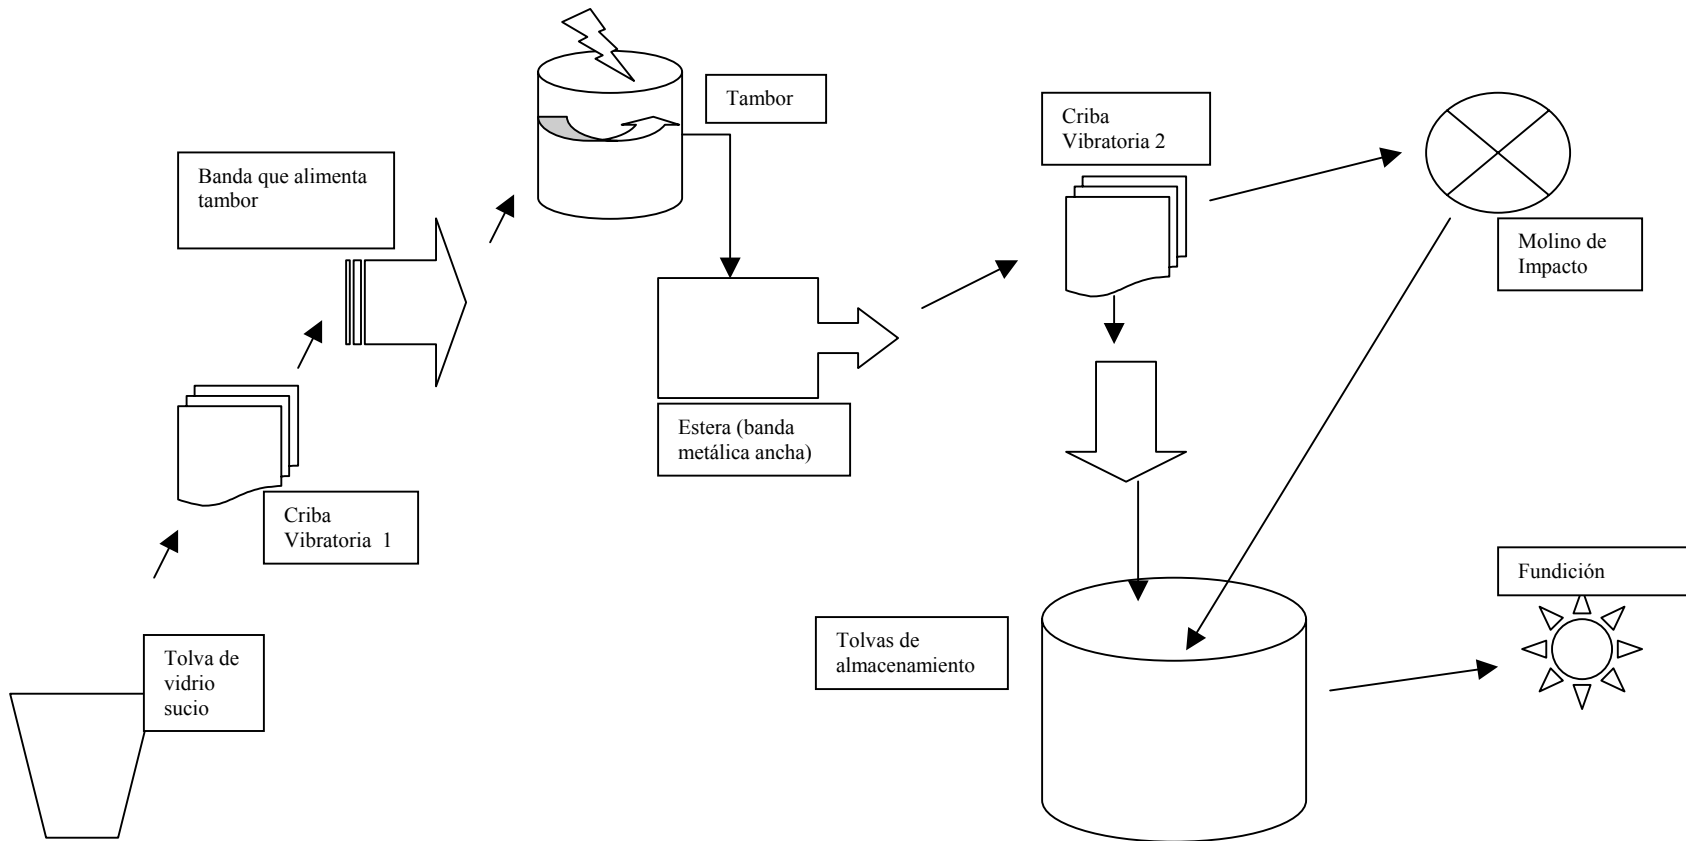 Tambor
Criba
Vibratoria 2
Banda que alimenta
tambor
Molino de
Impacto
Estera (banda
metálica ancha)
Criba
Vibratoria 1
Fundición
Tolvas de
almacenamiento
Tolva de
vidrio
sucio